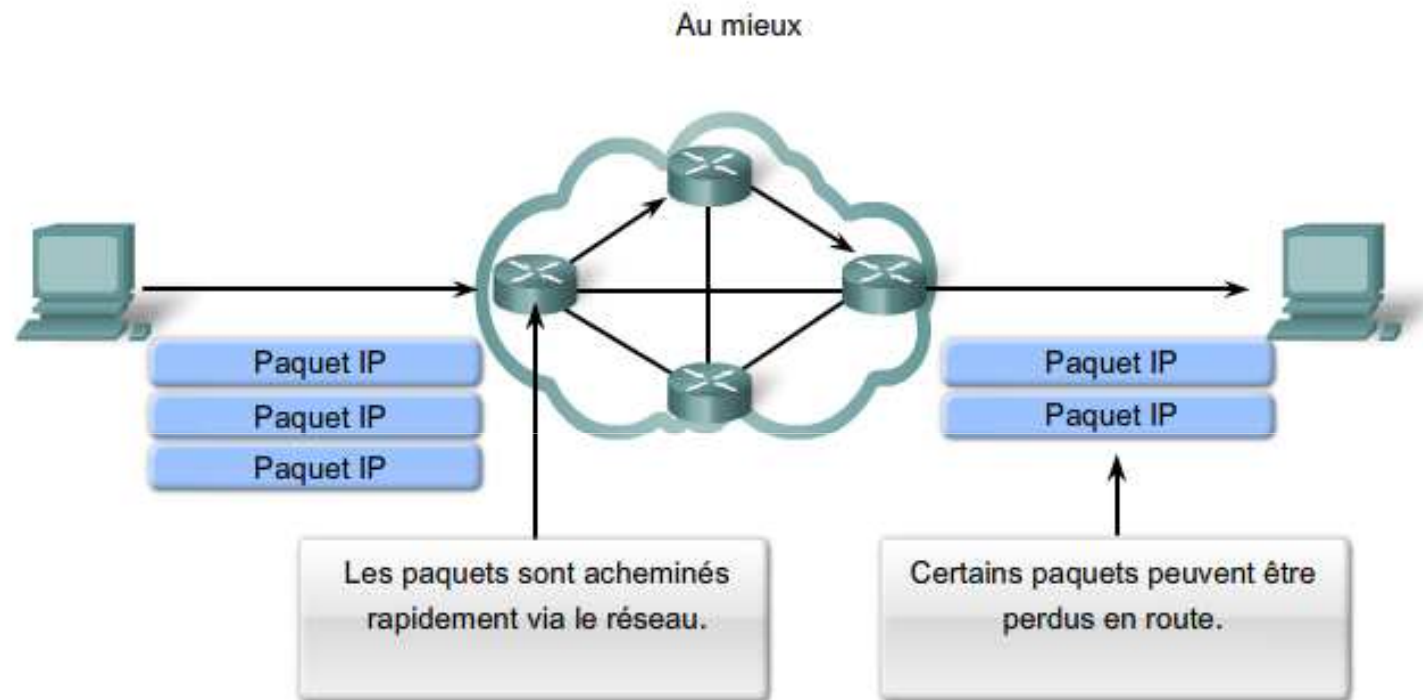 Au mieux
Paquet IP
Paquet IP
Paquet IP
Paquet IP
Paquet IP
Les paquets sont acheminés
rapidement via le réseau.
Certains paquets peuvent être
perdus en route.